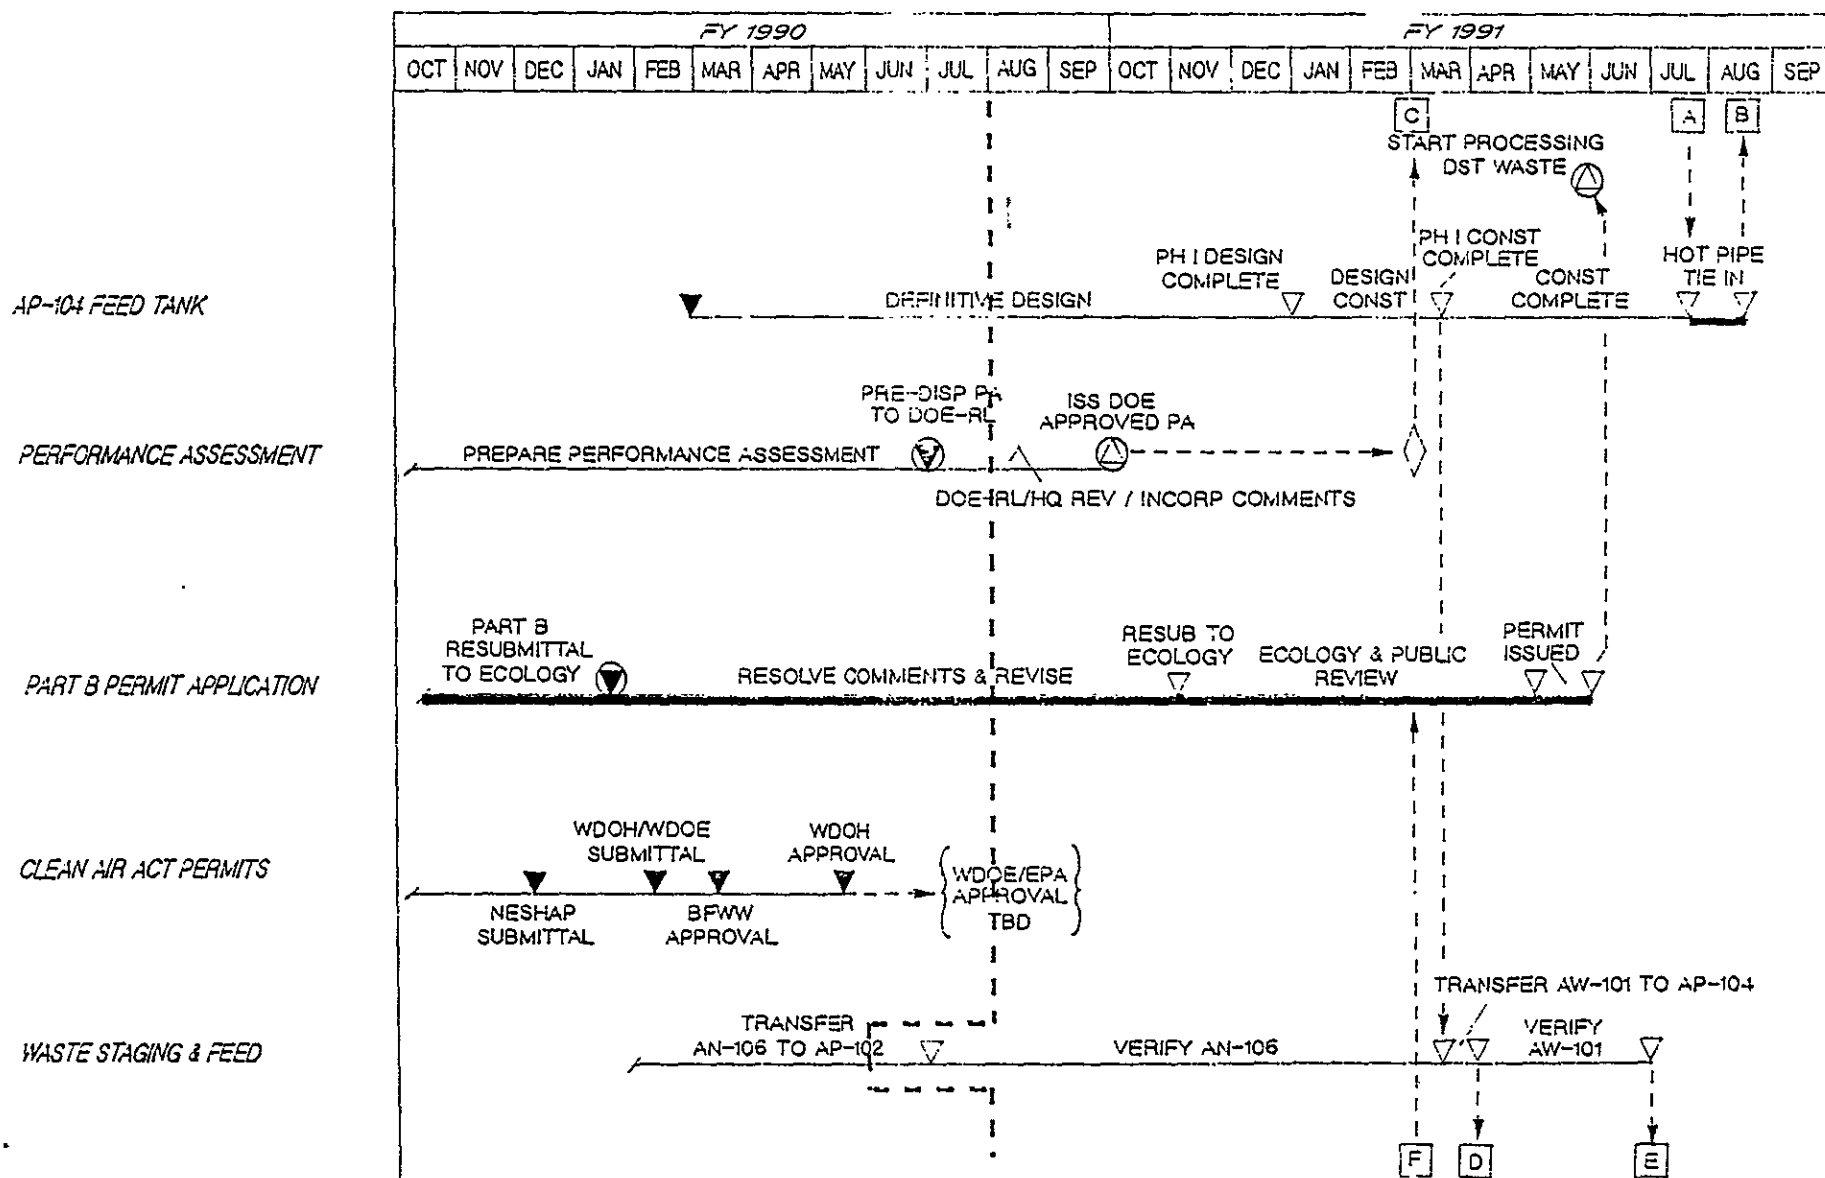 FY 1990
FY 1991
OCT NOV DEC JAN FEB MAR APR MAY JUN JUL AUG SEP OCT NOV DEC JAN FEB MAR APR MAY JUN JUL AUG SEP
C
A
B
START PROCESSING
DST WASTE
AP-104 FEED TANK
DEFINITIVE DESIGN
PH I DESIGN
COMPLETE
DESIGN
CONST
PH I CONST
COMPLETE
CONST
COMPLETE
HOT PIPE
TIE IN
PERFORMANCE ASSESSMENT
PREPARE PERFORMANCE ASSESSMENT
PRE-DISP PA
TO DOE-RL
ISS DOE
APPROVED PA
DOE-RL/HQ REV / INCORP COMMENTS
PART B PERMIT APPLICATION
PART B
RESUBMITTAL
TO ECOLOGY
RESOLVE COMMENTS & REVISE
RESUB TO
ECOLOGY
ECOLOGY & PUBLIC
REVIEW
PERMIT
ISSUED
CLEAN AIR ACT PERMITS
NESHAP
SUBMITTAL
WDOH/WDOE
SUBMITTAL
BFWW
APPROVAL
WDOH
APPROVAL
WDOE/EPA
APPROVAL
TBD
WASTE STAGING & FEED
TRANSFER
AN-106 TO AP-102
VERIFY AN-106
TRANSFER AW-101 TO AP-104
VERIFY
AW-101
F
D
E